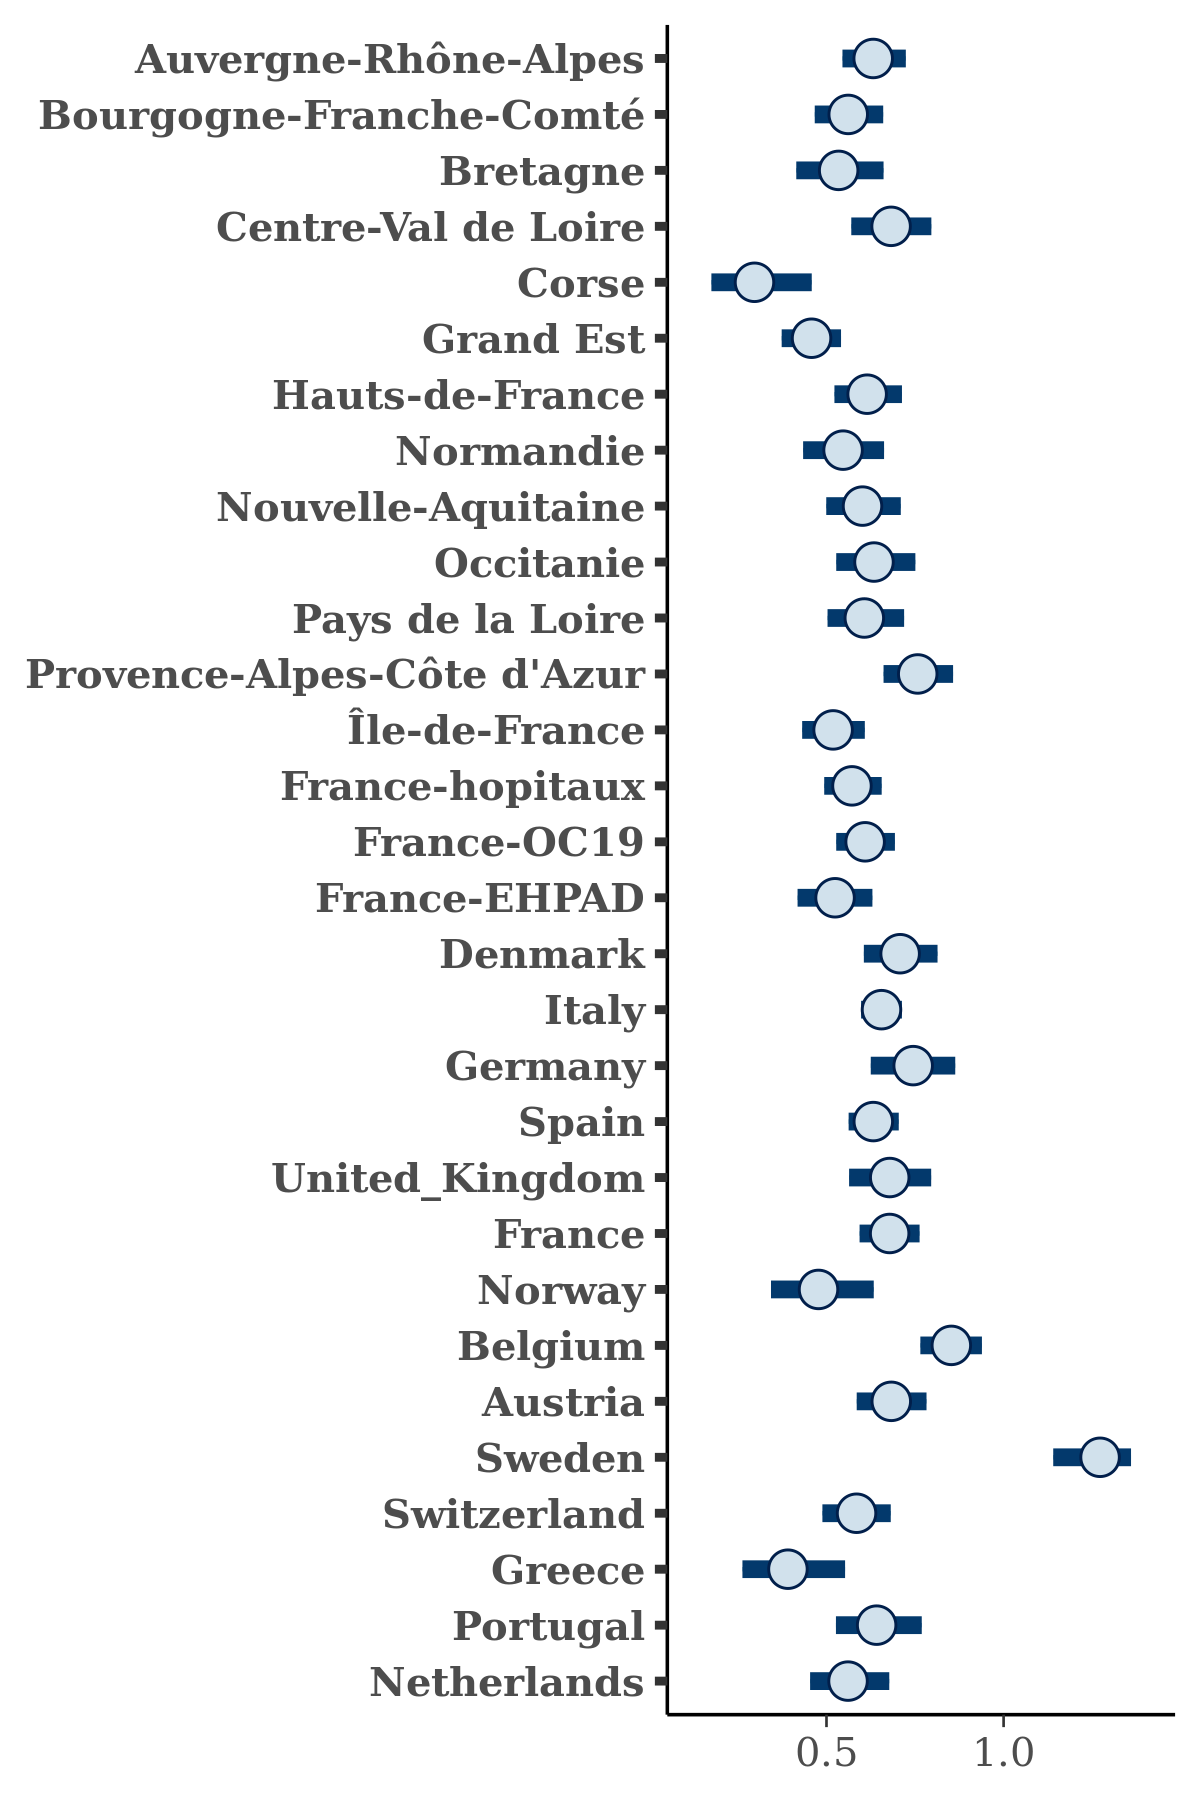 Auvergne-Rhône-Alpes
Bourgogne-Franche-Comté
Bretagne
Centre-Val de Loire
Corse
Grand Est
Hauts-de-France
Normandie
Nouvelle-Aquitaine
Occitanie
Pays de la Loire
Provence-Alpes-Côte d'Azur
Île-de-France
France-hopitaux
France-OC19
France-EHPAD
Denmark
Italy
Germany
Spain
United_Kingdom
France
Norway
Belgium
Austria
Sweden
Switzerland
Greece
Portugal
Netherlands
0.5 1.0